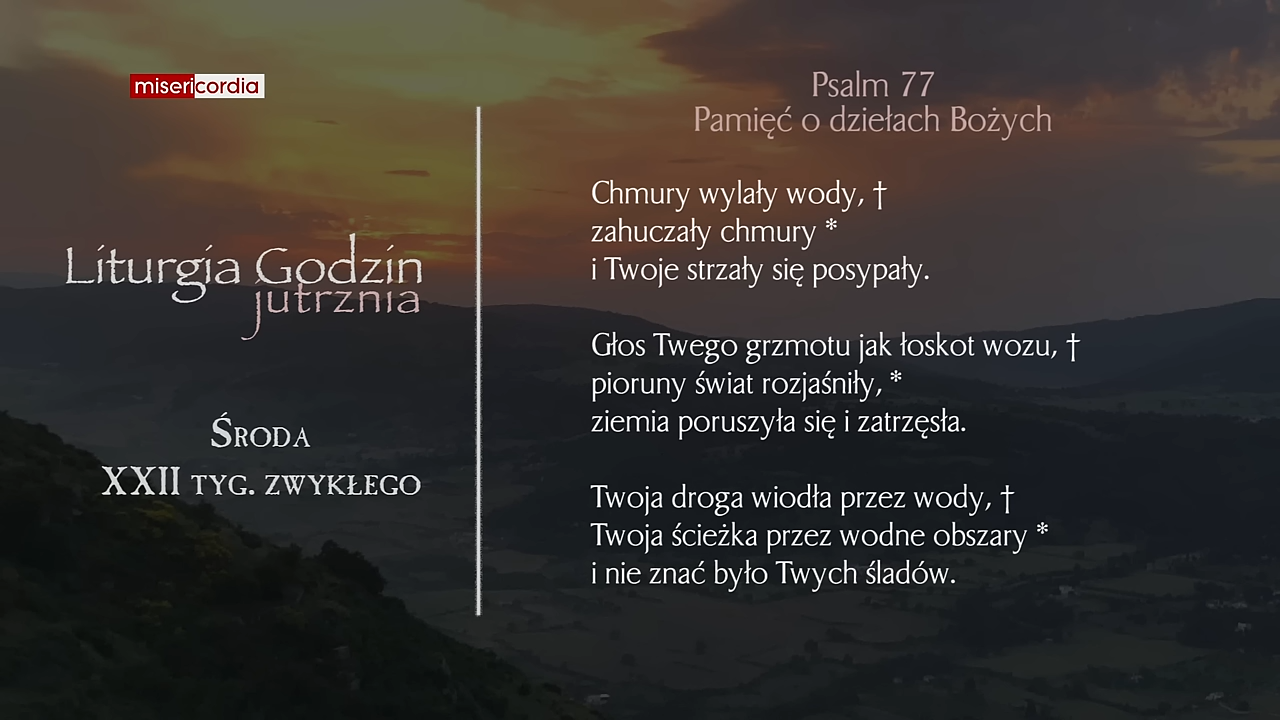 misericordia
Liturgia Godzin
jutrznia
Środa
XXII tyg. zwykłego
Psalm 77
Pamięć o dziełach Bożych
Chmury wylały wody, †
zahuczały chmury *
i Twoje strzały się posypały.
Głos Twego grzmotu jak łoskot wozu, †
pioruny świat rozjaśniły, *
ziemia poruszyła się i zatrzęsła.
Twoja droga wiodła przez wody, †
Twoja ścieżka przez wodne obszary *
i nie znać było Twych śladów.